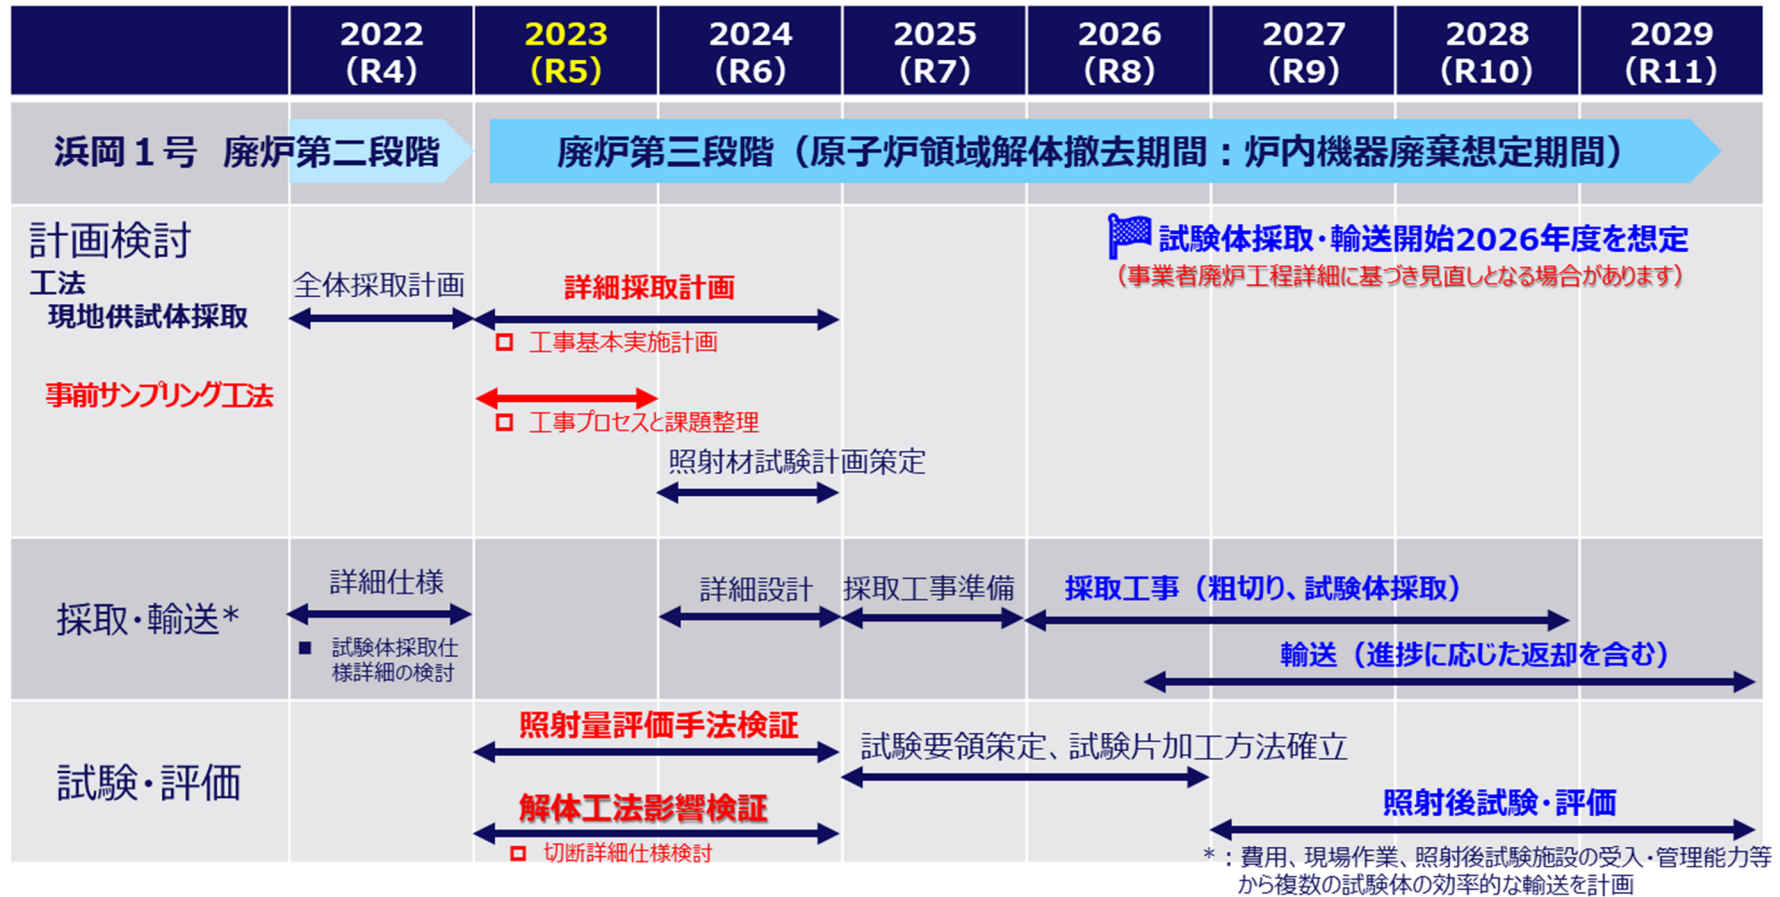 2022 2023 2024 2025 2026 2027 2028 2029
（R4） （R5） （R6） （R7） （R8） （R9） （R10） （R11）
浜岡１号 廃炉第二段階 廃炉第三段階（原子炉領域解体撤去期間：炉内機器廃棄想定期間）
計画検討
試験体採取・輸送開始2026年度を想定
（事業者廃炉工程詳細に基づき見直しとなる場合があります）
工法
全体採取計画 詳細採取計画
現地供試体採取
□ 工事基本実施計画
事前サンプリング工法
□ 工事プロセスと課題整理
照射材試験計画策定
採取・輸送*
詳細仕様 詳細設計 採取工事準備 採取工事（粗切り、試験体採取）
■ 試験体採取仕
様詳細の検討
輸送（進捗に応じた返却を含む）
試験・評価
照射量評価手法検証
試験要領策定、試験片加工方法確立
解体工法影響検証
照射後試験・評価
□ 切断詳細仕様検討
*：費用、現場作業、照射後試験施設の受入・管理能力等
から複数の試験体の効率的な輸送を計画